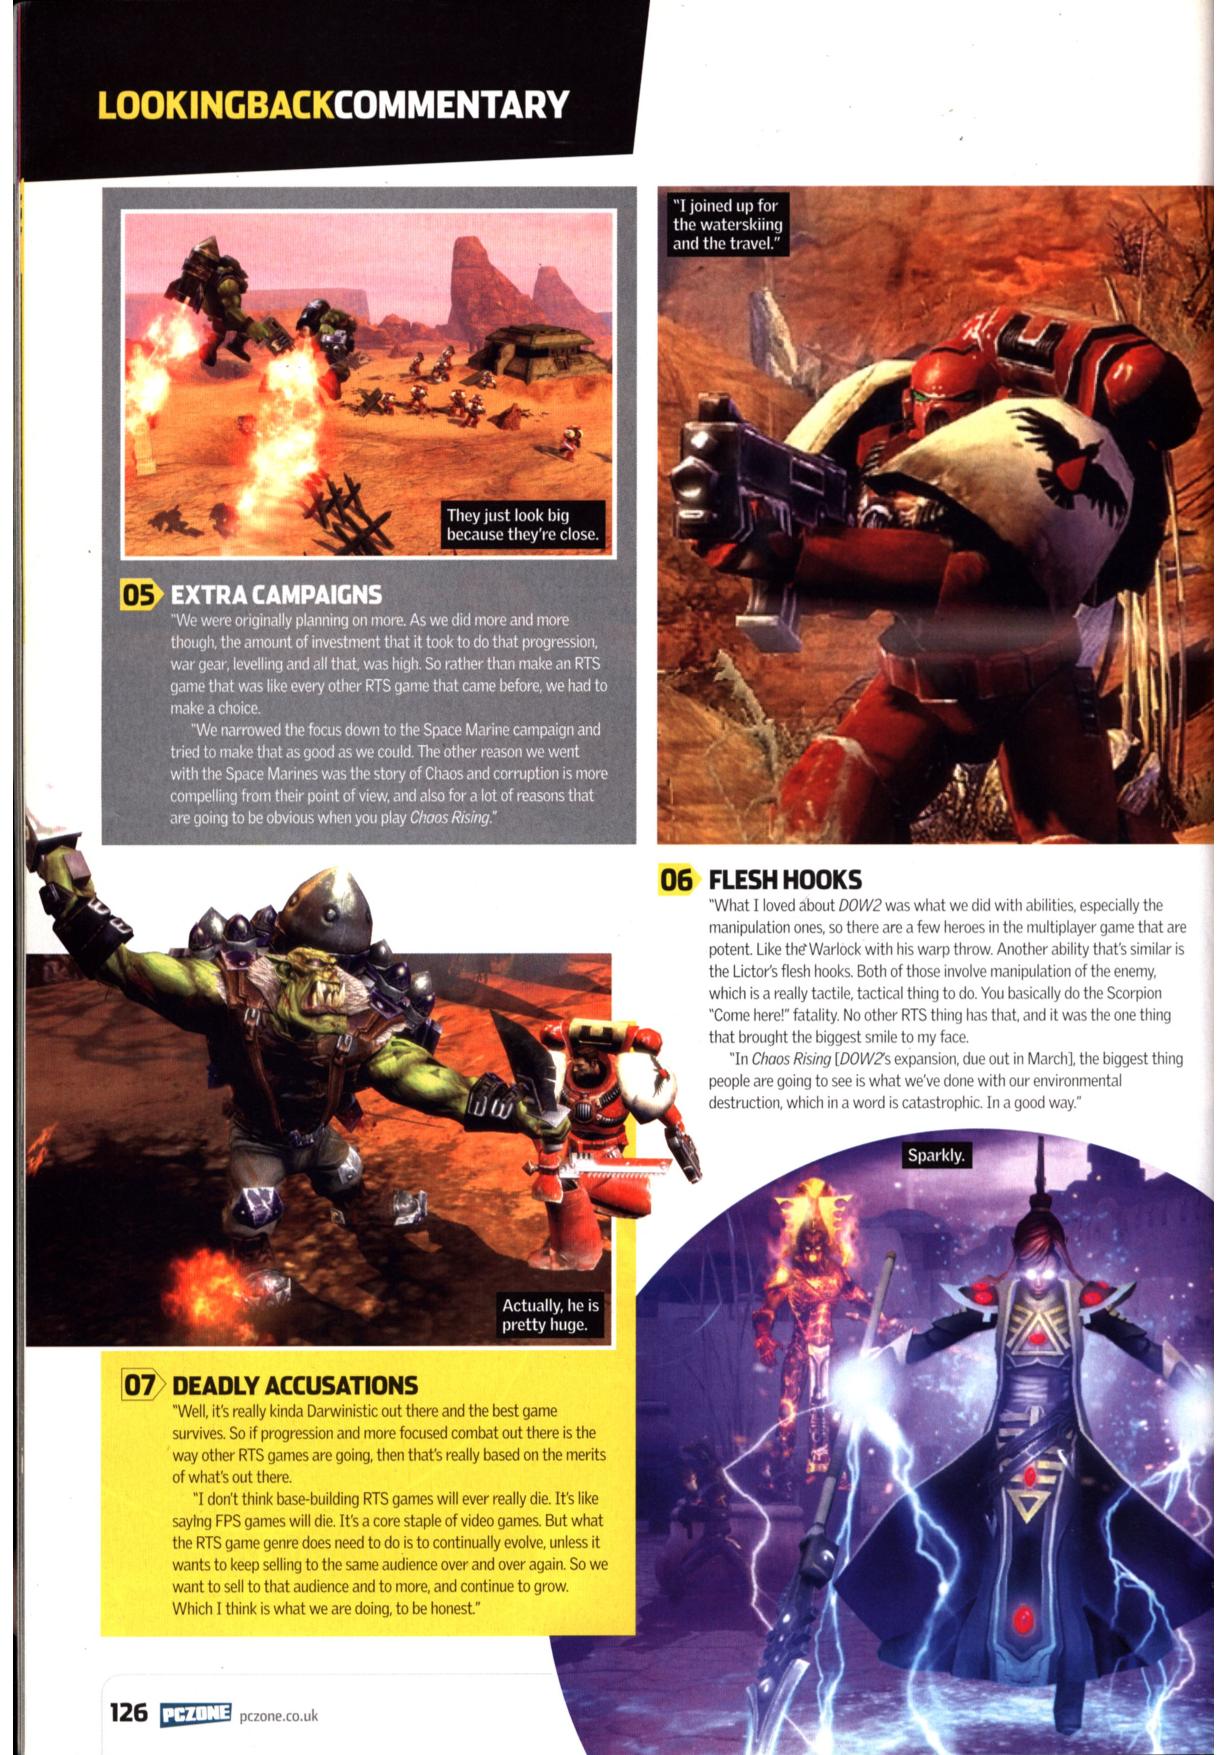 LOOKINGBACKCOMMENTARY
They just look big
because they're close.
05 EXTRA CAMPAIGNS
"We were originally planning on more. As we did more and more
though, the amount of investment that it took to do that progression,
war gear, levelling and all that, was high. So rather than make an RTS
game that was like every other RTS game that came before, we had to
make a choice.
"We narrowed the focus down to the Space Marine campaign and
tried to make that as good as we could. The other reason we went
with the Space Marines was the story of Chaos and corruption is more
compelling from their point of view, and also for a lot of reasons that
are going to be obvious when you play Chaos Rising."
"I joined up for
the waterskiing
and the travel."
06 FLESH HOOKS
"What I loved about DOW2 was what we did with abilities, especially the
manipulation ones, so there are a few heroes in the multiplayer game that are
potent. Like the Warlock with his warp throw. Another ability that's similar is
the Lictor's flesh hooks. Both of those involve manipulation of the enemy,
which is a really tactile, tactical thing to do. You basically do the Scorpion
"Come here!" fatality. No other RTS thing has that, and it was the one thing
that brought the biggest smile to my face.
"In Chaos Rising [DOW2's expansion, due out in March], the biggest thing
people are going to see is what we've done with our environmental
destruction, which in a word is catastrophic. In a good way."
Sparkly.
Actually, he is
pretty huge.
07 DEADLY ACCUSATIONS
"Well, it's really kinda Darwinistic out there and the best game
survives. So if progression and more focused combat out there is the
way other RTS games are going, then that's really based on the merits
of what's out there.
"I don't think base-building RTS games will ever really die. It's like
saying FPS games will die. It's a core staple of video games. But what
the RTS game genre does need to do is to continually evolve, unless it
wants to keep selling to the same audience over and over again. So we
want to sell to that audience and to more, and continue to grow.
Which I think is what we are doing, to be honest."
126 PCZONE pczone.co.uk